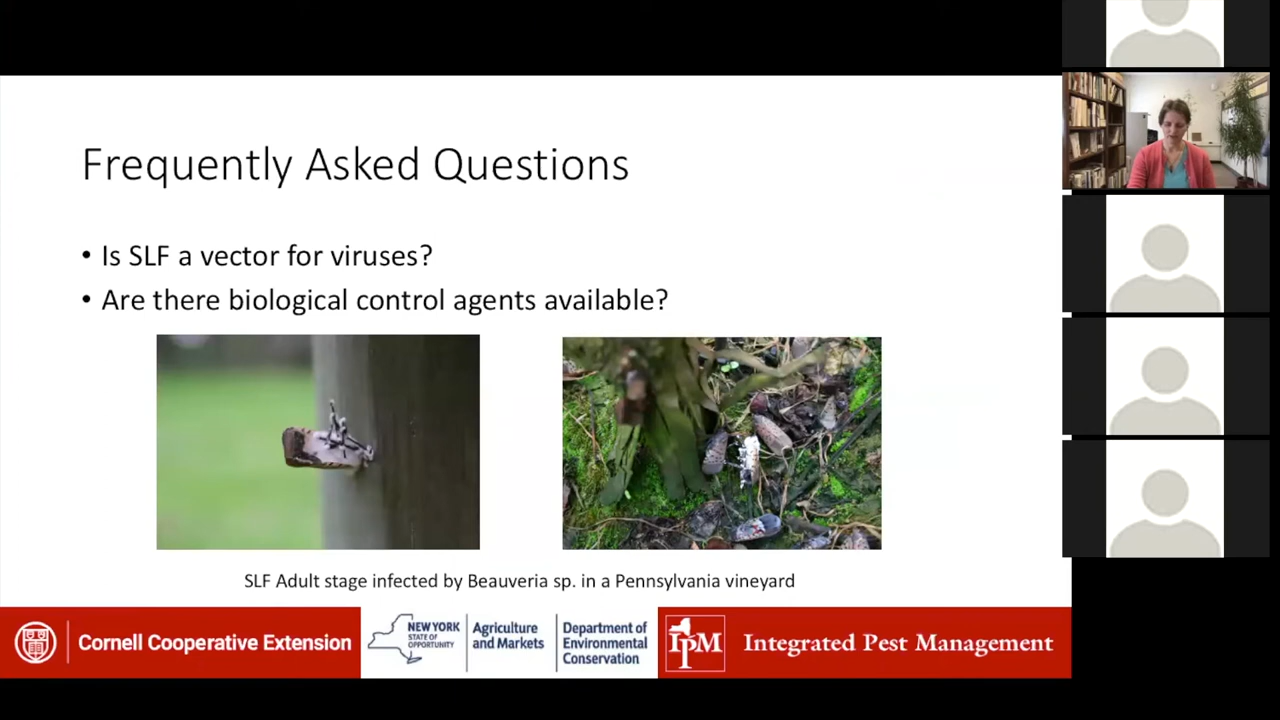 Frequently Asked Questions
• Is SLF a vector for viruses?
• Are there biological control agents available?
SLF Adult stage infected by Beauveria sp. in a Pennsylvania vineyard
Cornell Cooperative Extension
NEW YORK
STATE OF
OPPORTUNITY
Agriculture
and Markets
Department of
Environmental
Conservation
IPM
Integrated Pest Management